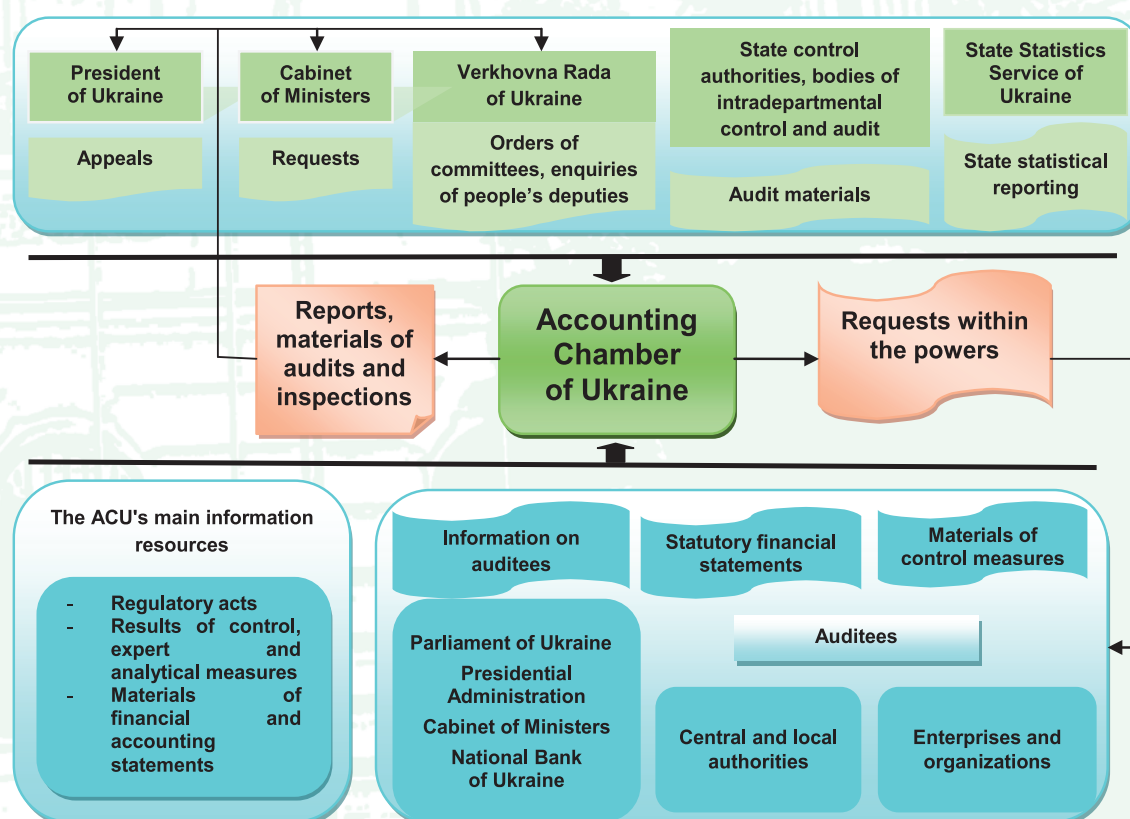 President
of Ukraine
Cabinet
of Ministers
Verkhovna Rada
of Ukraine
State control
authorities, bodies of
intradepartmental
control and audit
State Statistics
Service of
Ukraine
Appeals
Requests
Orders of
committees, enquiries
of people's deputies
Audit materials
State statistical
reporting
Reports,
materials of
audits and
inspections
Accounting
Chamber
of Ukraine
Requests within
the powers
The ACU's main information
resources
- Regulatory acts
- Results of control,
expert and
analytical measures
- Materials of
financial and
accounting
statements
Information on
auditees
Statutory financial
statements
Materials of
control measures
Parliament of Ukraine
Presidential
Administration
Cabinet of Ministers
National Bank
of Ukraine
Auditees
Central and local
authorities
Enterprises and
organizations